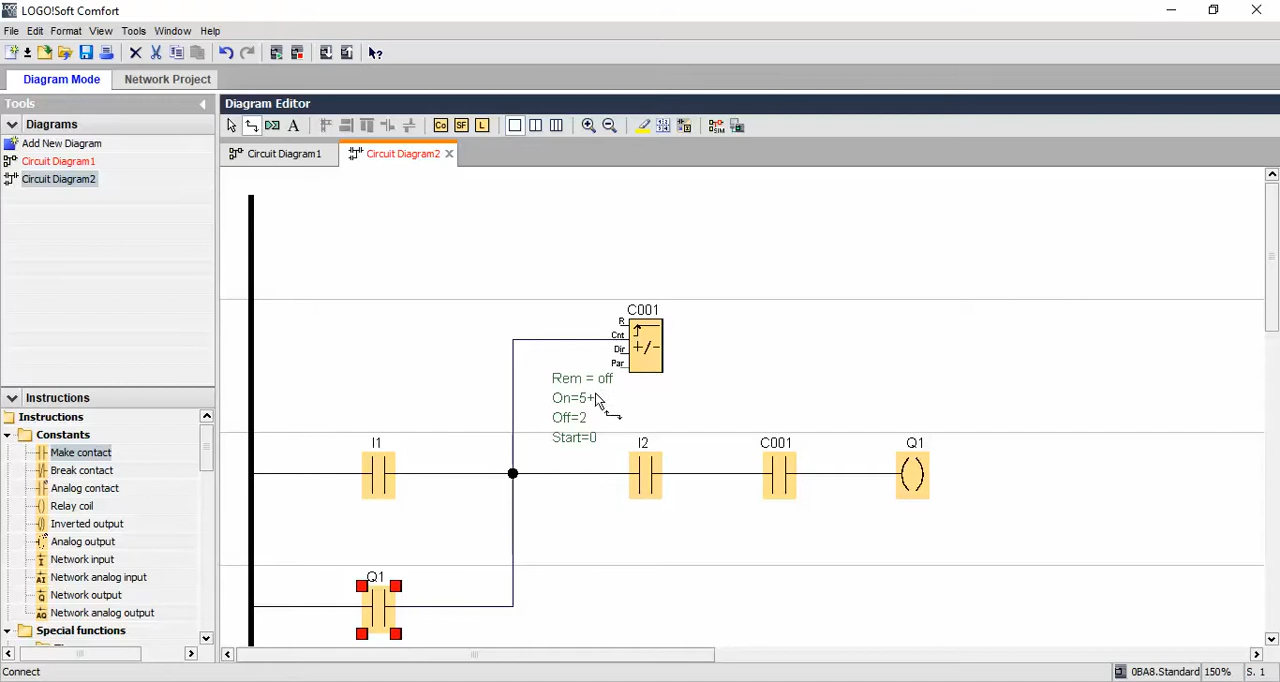 LOGO!Soft Comfort
File Edit Format View Tools Window Help
Diagram Mode Network Project
Tools
Diagram Editor
Diagrams
Add New Diagram
Circuit Diagram1
Circuit Diagram2
Co SF L
A
SIM
Circuit Diagram1
Circuit Diagram2
C001
R
Cnt
Dir
Par
+/-
Rem = off
On=5+
Off=2
Start=0
I1
I2
C001
Q1
Q1
Instructions
Instructions
Constants
Make contact
Break contact
Analog contact
Relay coil
Inverted output
Analog output
Network input
Network analog input
Network output
Network analog output
Special functions
Connect
0BA8.Standard 150% S. 1